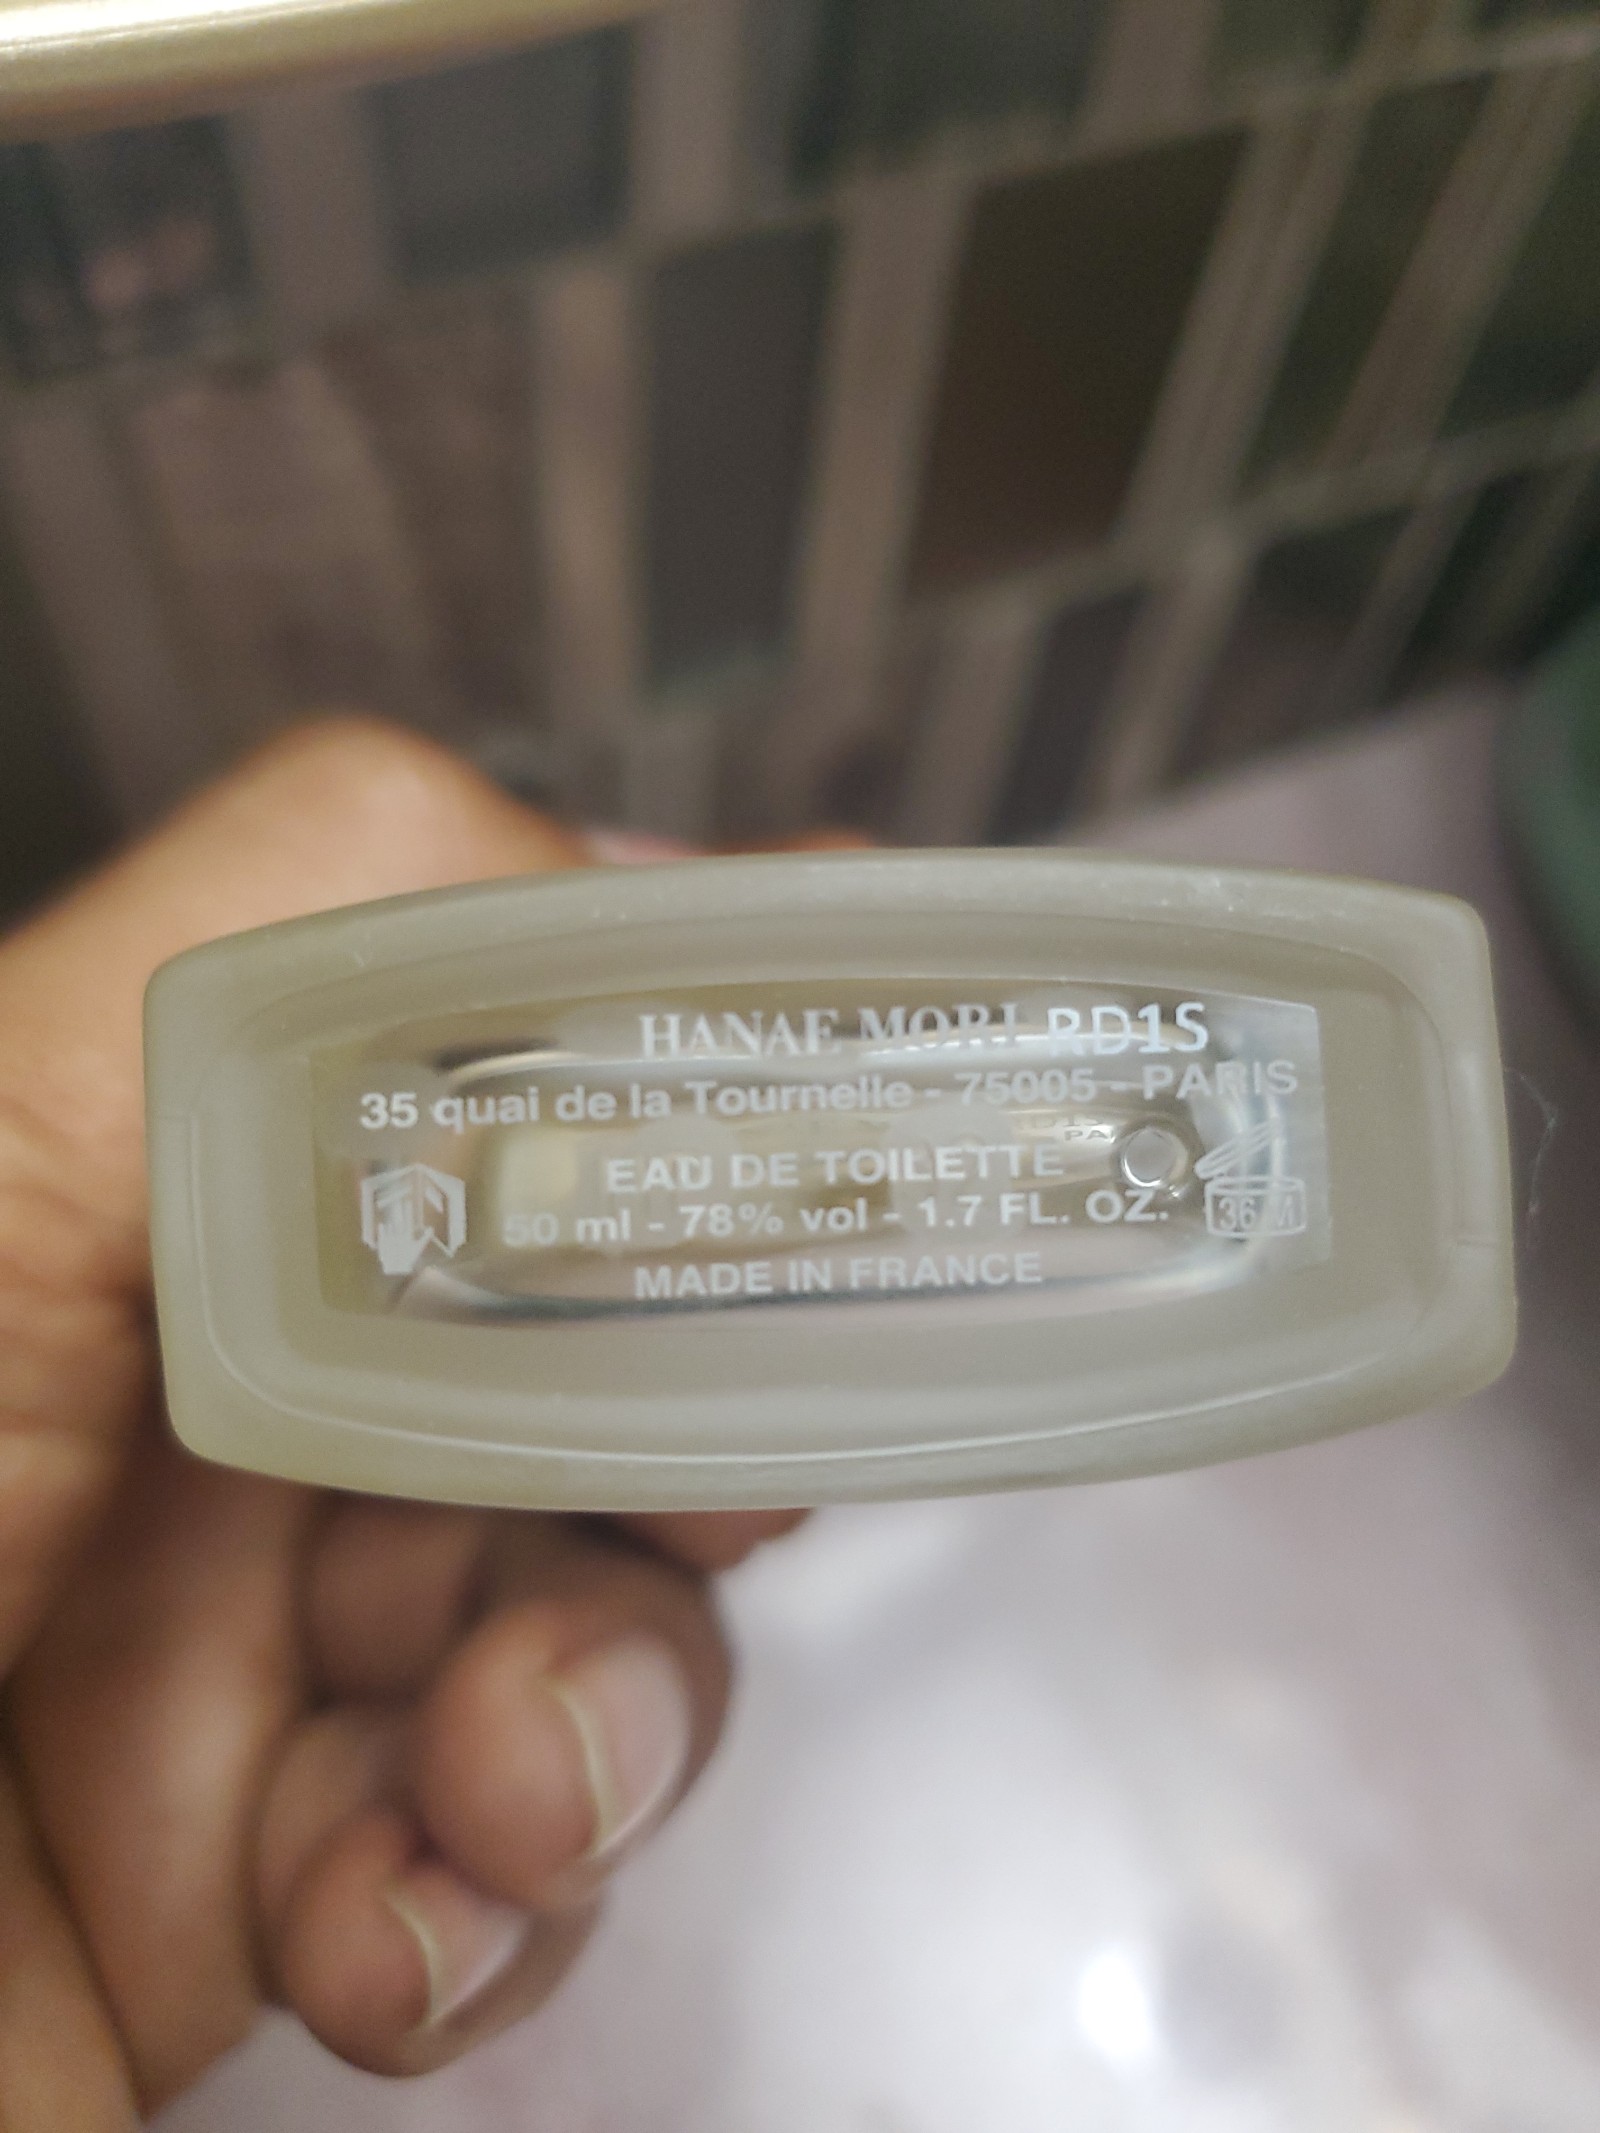 HANAE MORI RD1S
35 quai de la Tournelle - 75005 - PARIS
EAU DE TOILETTE
50 ml - 78% vol - 1.7 FL. OZ.
36 M
MADE IN FRANCE